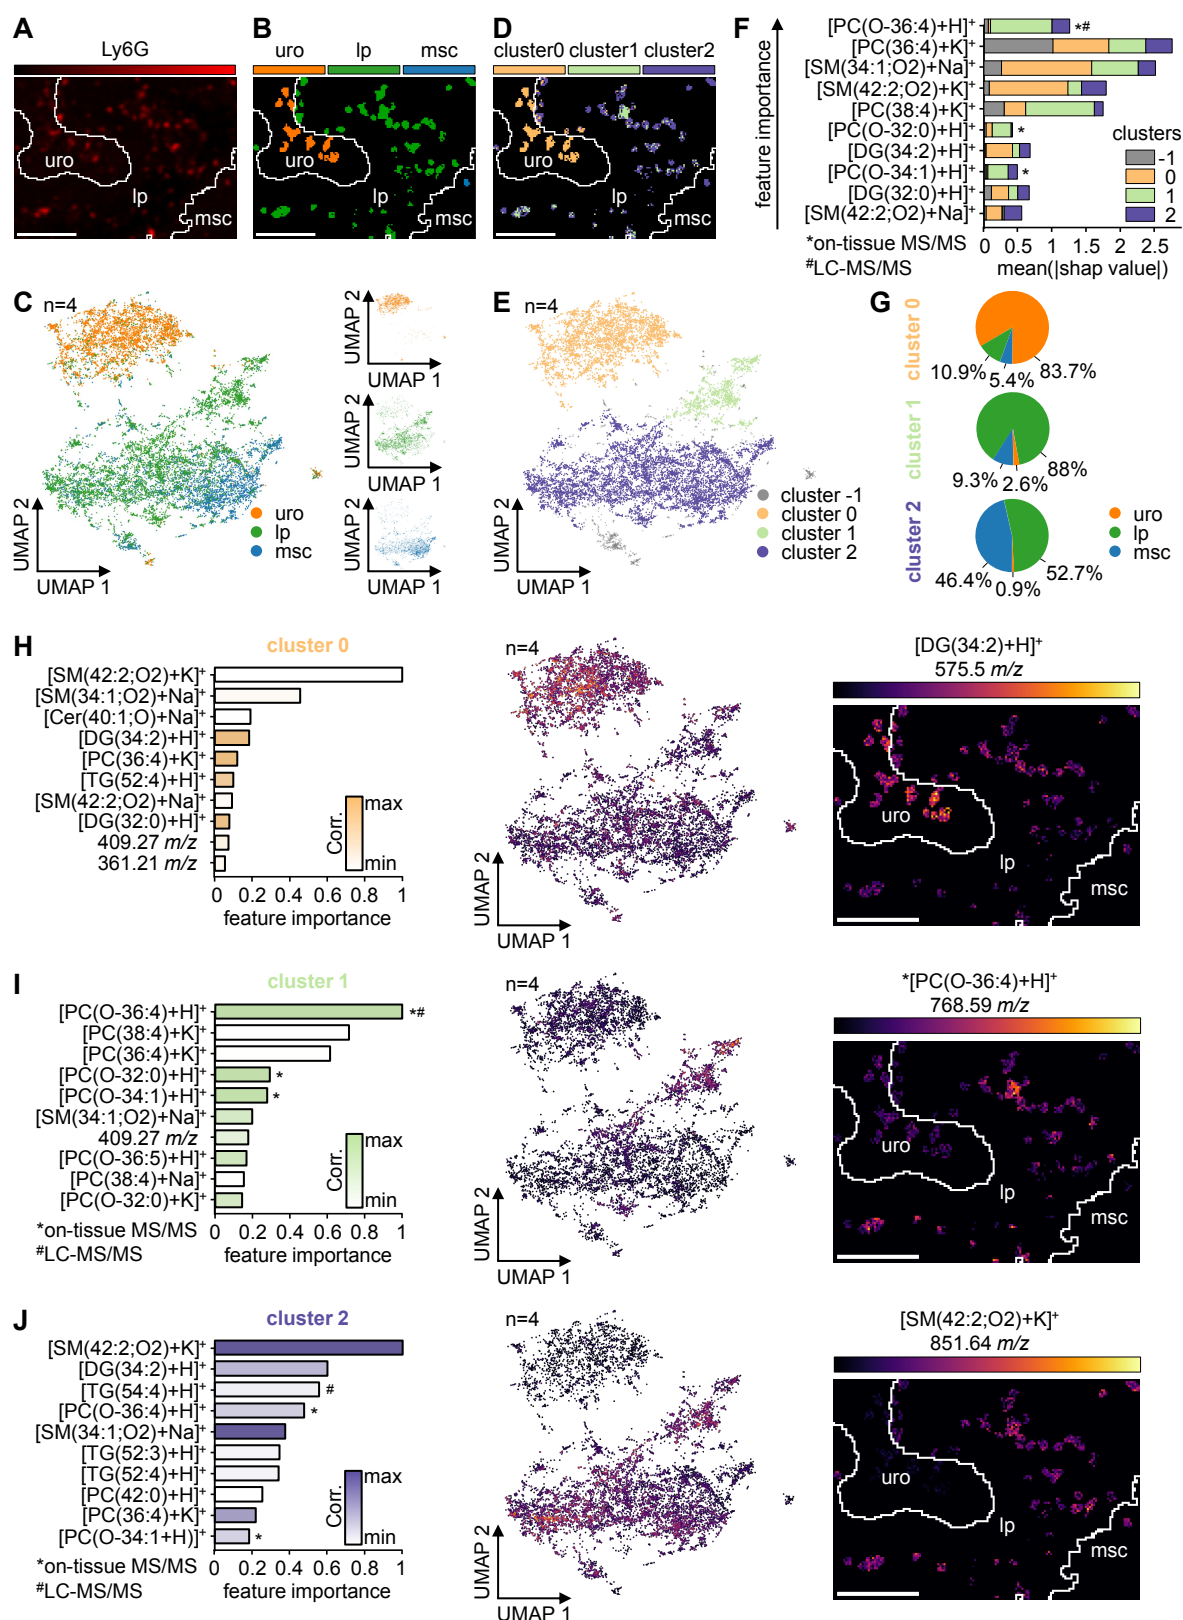 A
Ly6G
uro
lp
msc
B
uro
lp
msc
uro
lp
msc
D
cluster0
cluster1
cluster2
uro
lp
msc
F
feature importance
[PC(O-36:4)+H]⁺
*#
[PC(36:4)+K]⁺
[SM(34:1;O2)+Na]⁺
[SM(42:2;O2)+K]⁺
[PC(38:4)+K]⁺
[PC(O-32:0)+H]⁺
*
[DG(34:2)+H]⁺
[PC(O-34:1)+H]⁺
*
[DG(32:0)+H]⁺
[SM(42:2;O2)+Na]⁺
clusters
-1
0
1
2
0 0.5 1 1.5 2 2.5
mean(|shap value|)
*on-tissue MS/MS
#LC-MS/MS
C
n=4
UMAP 2
UMAP 1
uro
lp
msc
UMAP 2
UMAP 1
UMAP 2
UMAP 1
UMAP 2
UMAP 1
E
n=4
UMAP 2
UMAP 1
cluster -1
cluster 0
cluster 1
cluster 2
G
cluster 0
10.9%
5.4%
83.7%
cluster 1
9.3%
2.6%
88%
cluster 2
46.4%
0.9%
52.7%
uro
lp
msc
H
cluster 0
[SM(42:2;O2)+K]⁺
[SM(34:1;O2)+Na]⁺
[Cer(40:1;O)+Na]⁺
[DG(34:2)+H]⁺
[PC(36:4)+K]⁺
[TG(52:4)+H]⁺
[SM(42:2;O2)+Na]⁺
[DG(32:0)+H]⁺
409.27 m/z
361.21 m/z
Corr.
max
min
0 0.2 0.4 0.6 0.8 1
feature importance
n=4
UMAP 2
UMAP 1
[DG(34:2)+H]⁺
575.5 m/z
uro
lp
msc
I
cluster 1
[PC(O-36:4)+H]⁺
*#
[PC(38:4)+K]⁺
[PC(36:4)+K]⁺
[PC(O-32:0)+H]⁺
*
[PC(O-34:1)+H]⁺
*
[SM(34:1;O2)+Na]⁺
409.27 m/z
[PC(O-36:5)+H]⁺
[PC(38:4)+Na]⁺
[PC(O-32:0)+K]⁺
Corr.
max
min
0 0.2 0.4 0.6 0.8 1
feature importance
*on-tissue MS/MS
#LC-MS/MS
n=4
UMAP 2
UMAP 1
*[PC(O-36:4)+H]⁺
768.59 m/z
uro
lp
msc
J
cluster 2
[SM(42:2;O2)+K]⁺
[DG(34:2)+H]⁺
[TG(54:4)+H]⁺
#
[PC(O-36:4)+H]⁺
*
[SM(34:1;O2)+Na]⁺
[TG(52:3)+H]⁺
[TG(52:4)+H]⁺
[PC(42:0)+H]⁺
[PC(36:4)+K]⁺
[PC(O-34:1+H)]⁺
*
Corr.
max
min
0 0.2 0.4 0.6 0.8 1
feature importance
*on-tissue MS/MS
#LC-MS/MS
n=4
UMAP 2
UMAP 1
[SM(42:2;O2)+K]⁺
851.64 m/z
uro
lp
msc